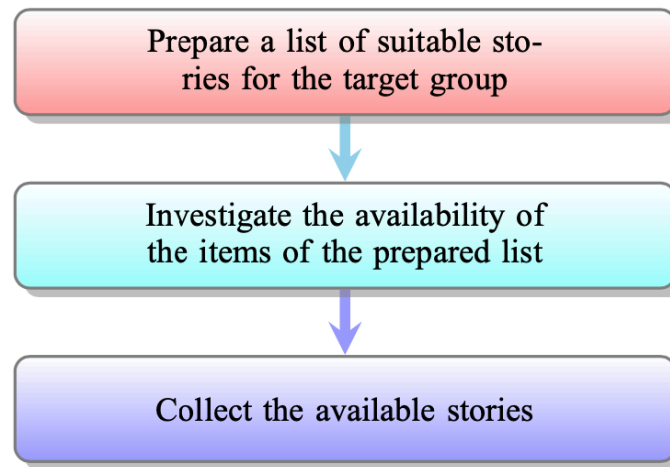 Prepare a list of suitable sto-
ries for the target group
Investigate the availability of
the items of the prepared list
Collect the available stories